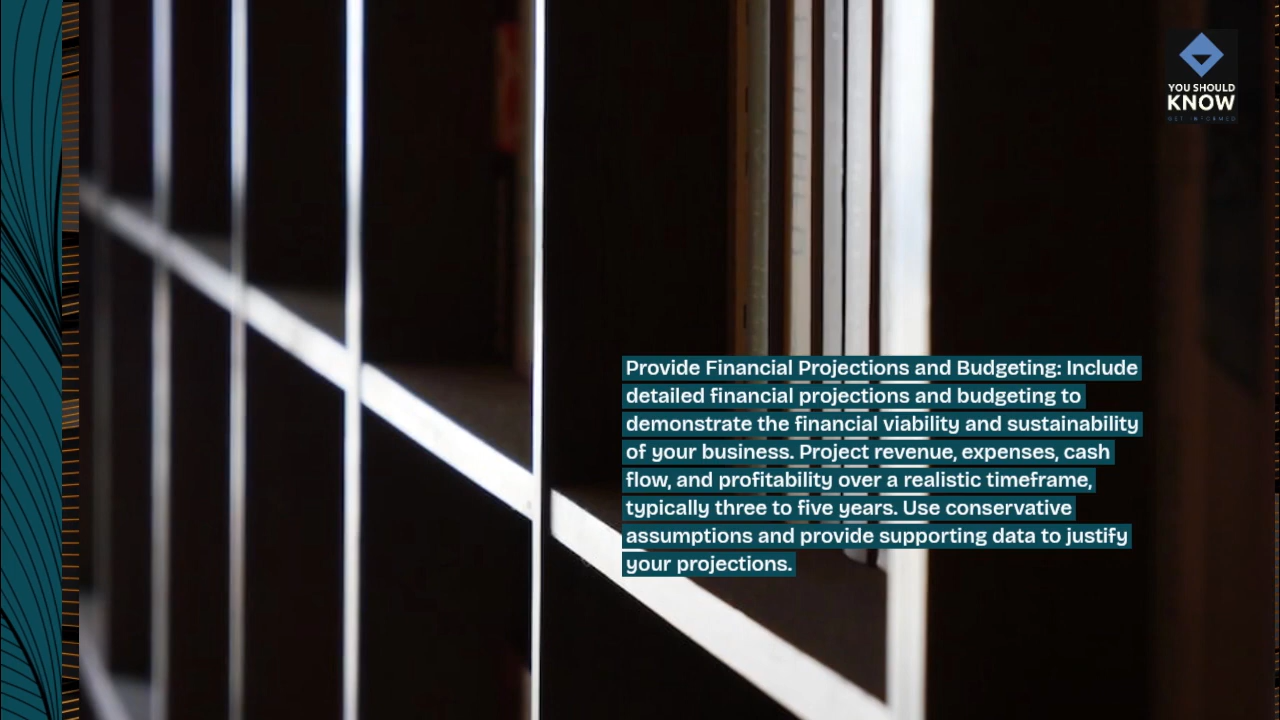 YOU SHOULD
KNOW
GET INFORMED
Provide Financial Projections and Budgeting: Include
detailed financial projections and budgeting to
demonstrate the financial viability and sustainability
of your business. Project revenue, expenses, cash
flow, and profitability over a realistic timeframe,
typically three to five years. Use conservative
assumptions and provide supporting data to justify
your projections.